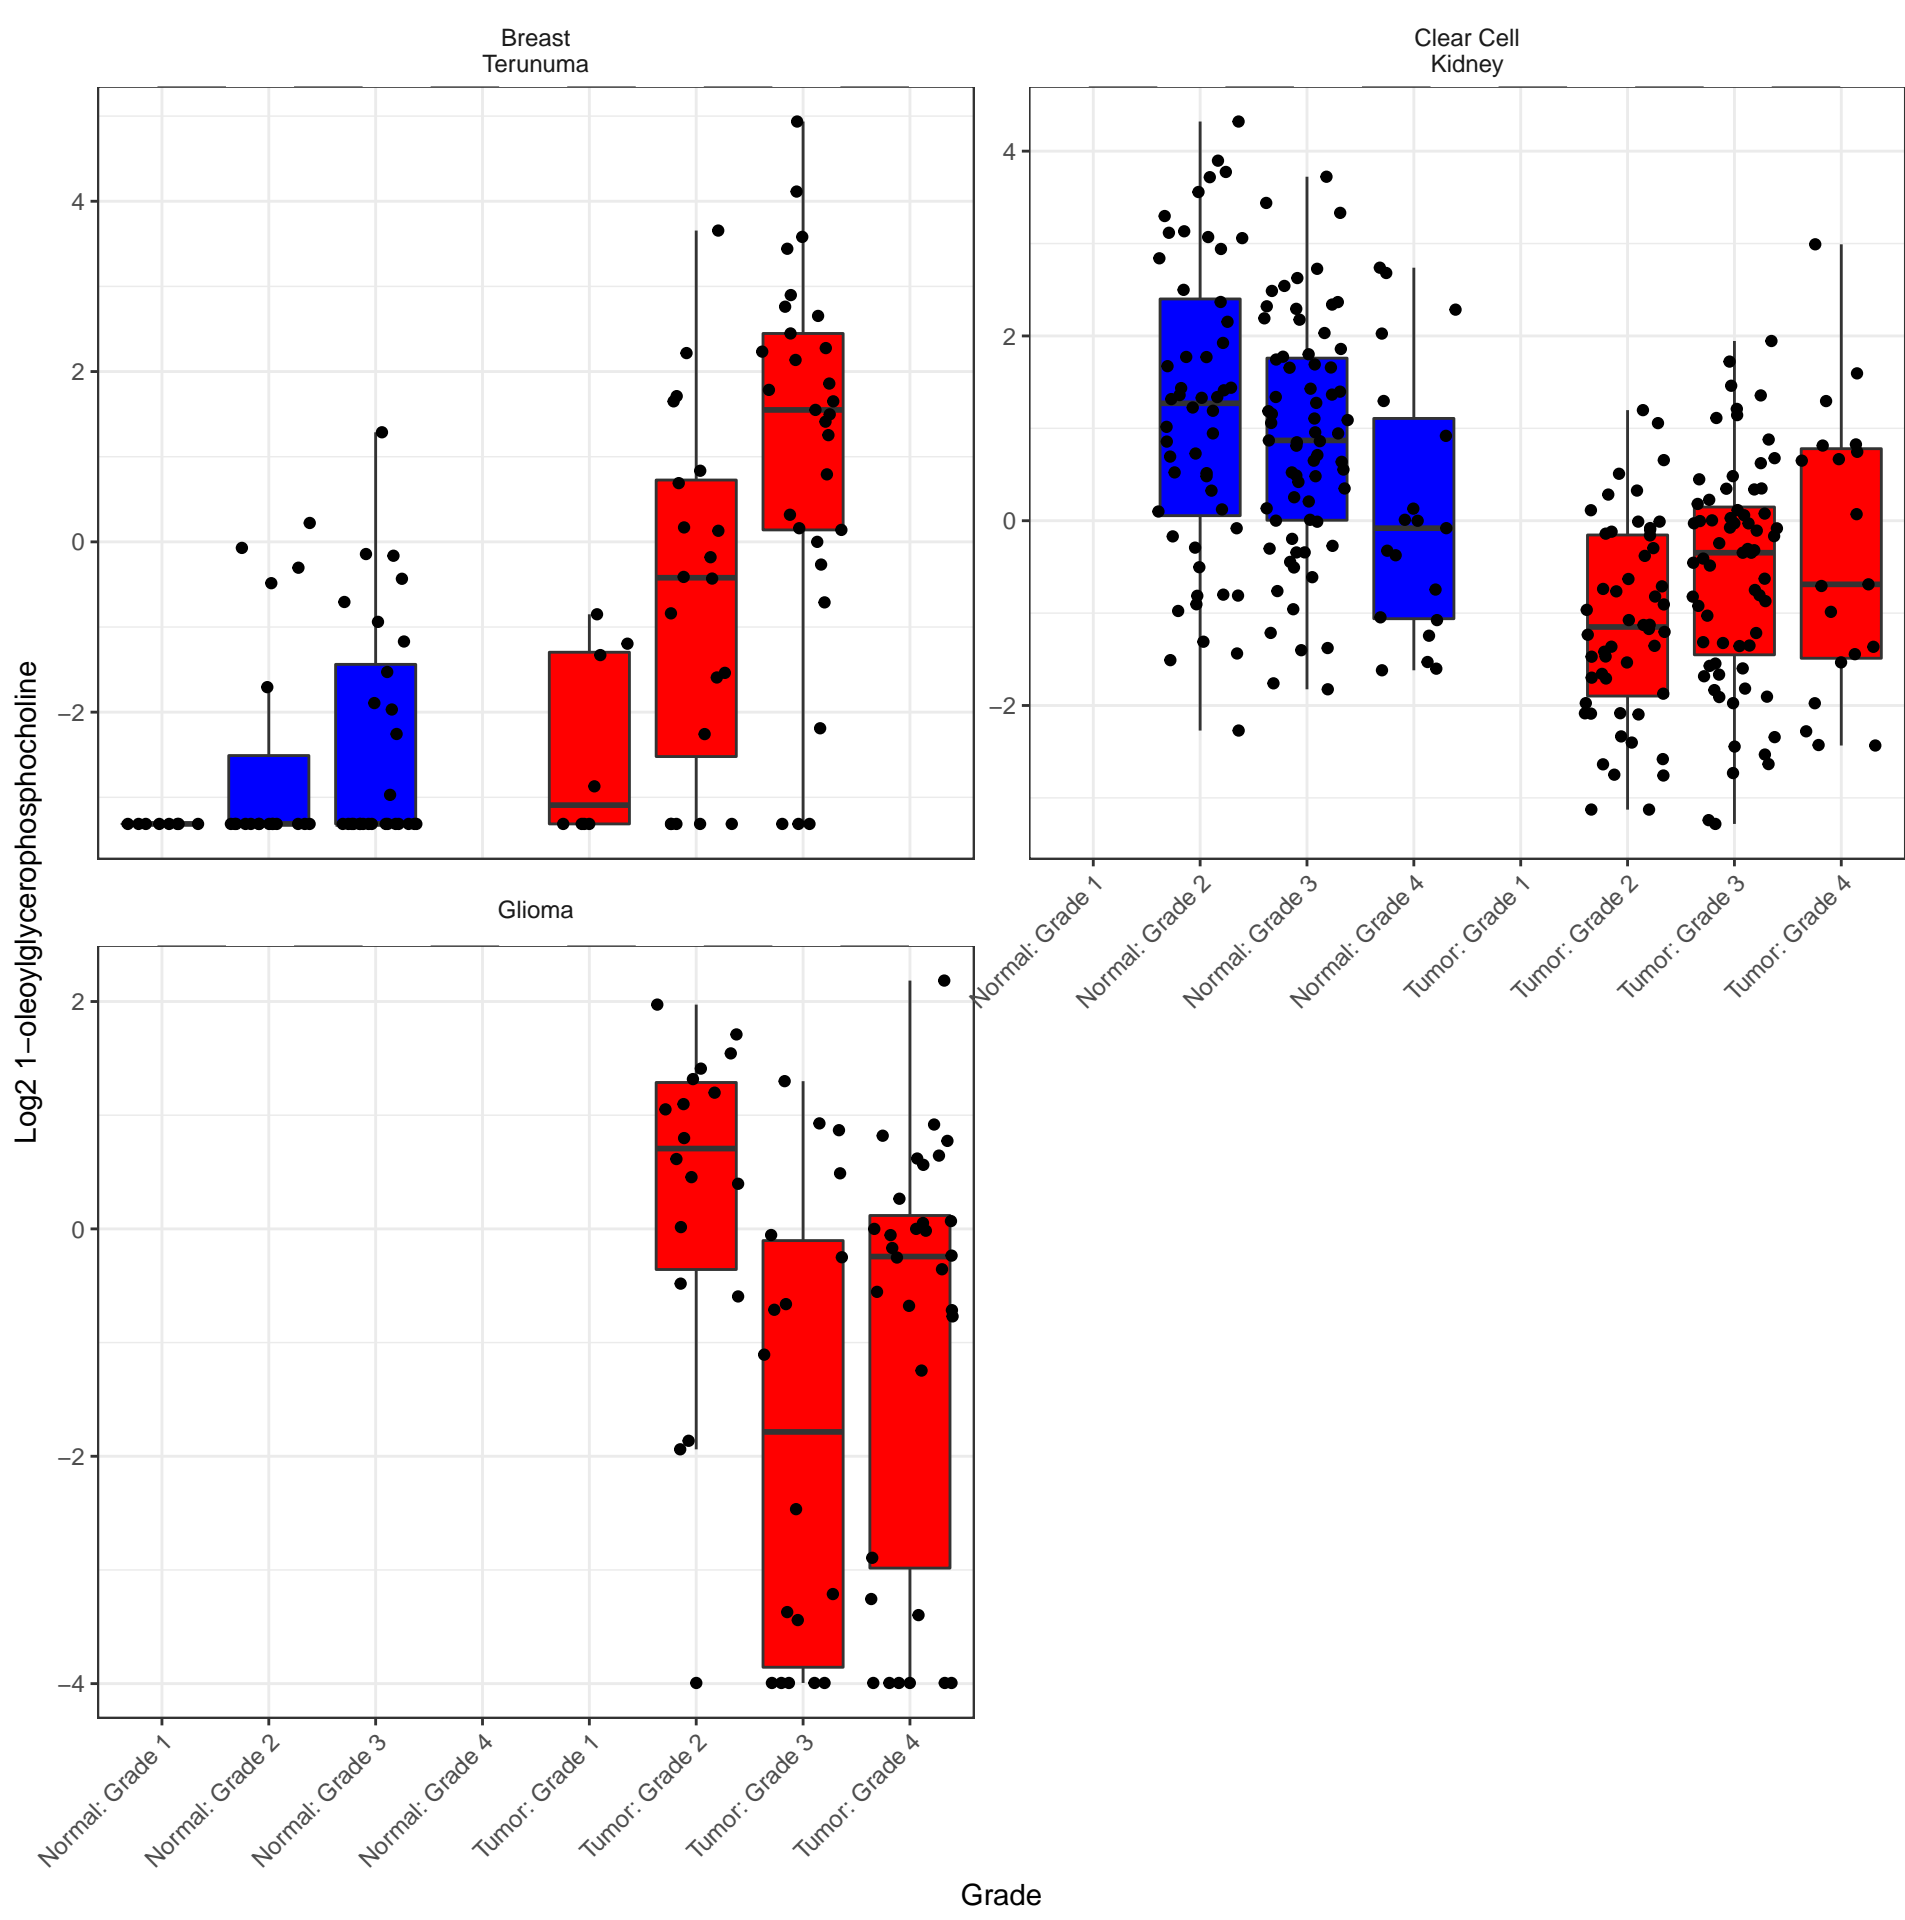 Breast
Terunuma
4
2
0
−2
Clear Cell
Kidney
4
2
0
−2
Normal: Grade 1
Normal: Grade 2
Normal: Grade 3
Normal: Grade 4
Tumor: Grade 1
Tumor: Grade 2
Tumor: Grade 3
Tumor: Grade 4
Log2 1−oleoylglycerophosphocholine
Glioma
2
0
−2
−4
Normal: Grade 1
Normal: Grade 2
Normal: Grade 3
Normal: Grade 4
Tumor: Grade 1
Tumor: Grade 2
Tumor: Grade 3
Tumor: Grade 4
Grade